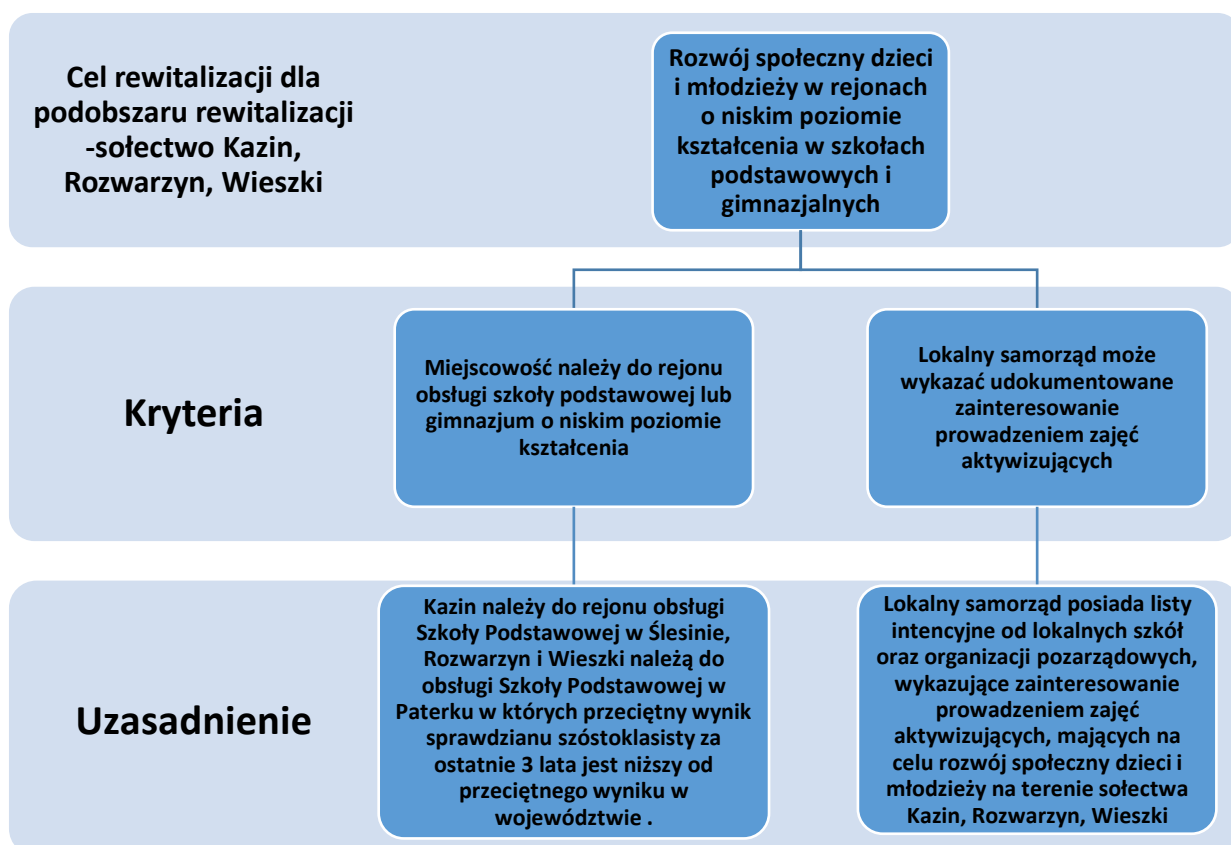 Cel rewitalizacji dla
podobszaru rewitalizacji
-sołectwo Kazin,
Rozwarzyn, Wieszki
Rozwój społeczny dzieci
i młodzieży w rejonach
o niskim poziomie
kształcenia w szkołach
podstawowych i
gimnazjalnych
Kryteria
Miejscowość należy do rejonu
obsługi szkoły podstawowej lub
gimnazjum o niskim poziomie
kształcenia
Lokalny samorząd może
wykazać udokumentowane
zainteresowanie
prowadzeniem zajęć
aktywizujących
Uzasadnienie
Kazin należy do rejonu obsługi
Szkoły Podstawowej w Ślesinie,
Rozwarzyn i Wieszki należą do
obsługi Szkoły Podstawowej w
Paterku w których przeciętny wynik
sprawdzianu szóstoklasisty za
ostatnie 3 lata jest niższy od
przeciętnego wyniku w
województwie .
Lokalny samorząd posiada listy
intencyjne od lokalnych szkół
oraz organizacji pozarządowych,
wykazujące zainteresowanie
prowadzeniem zajęć
aktywizujących, mających na
celu rozwój społeczny dzieci i
młodzieży na terenie sołectwa
Kazin, Rozwarzyn, Wieszki